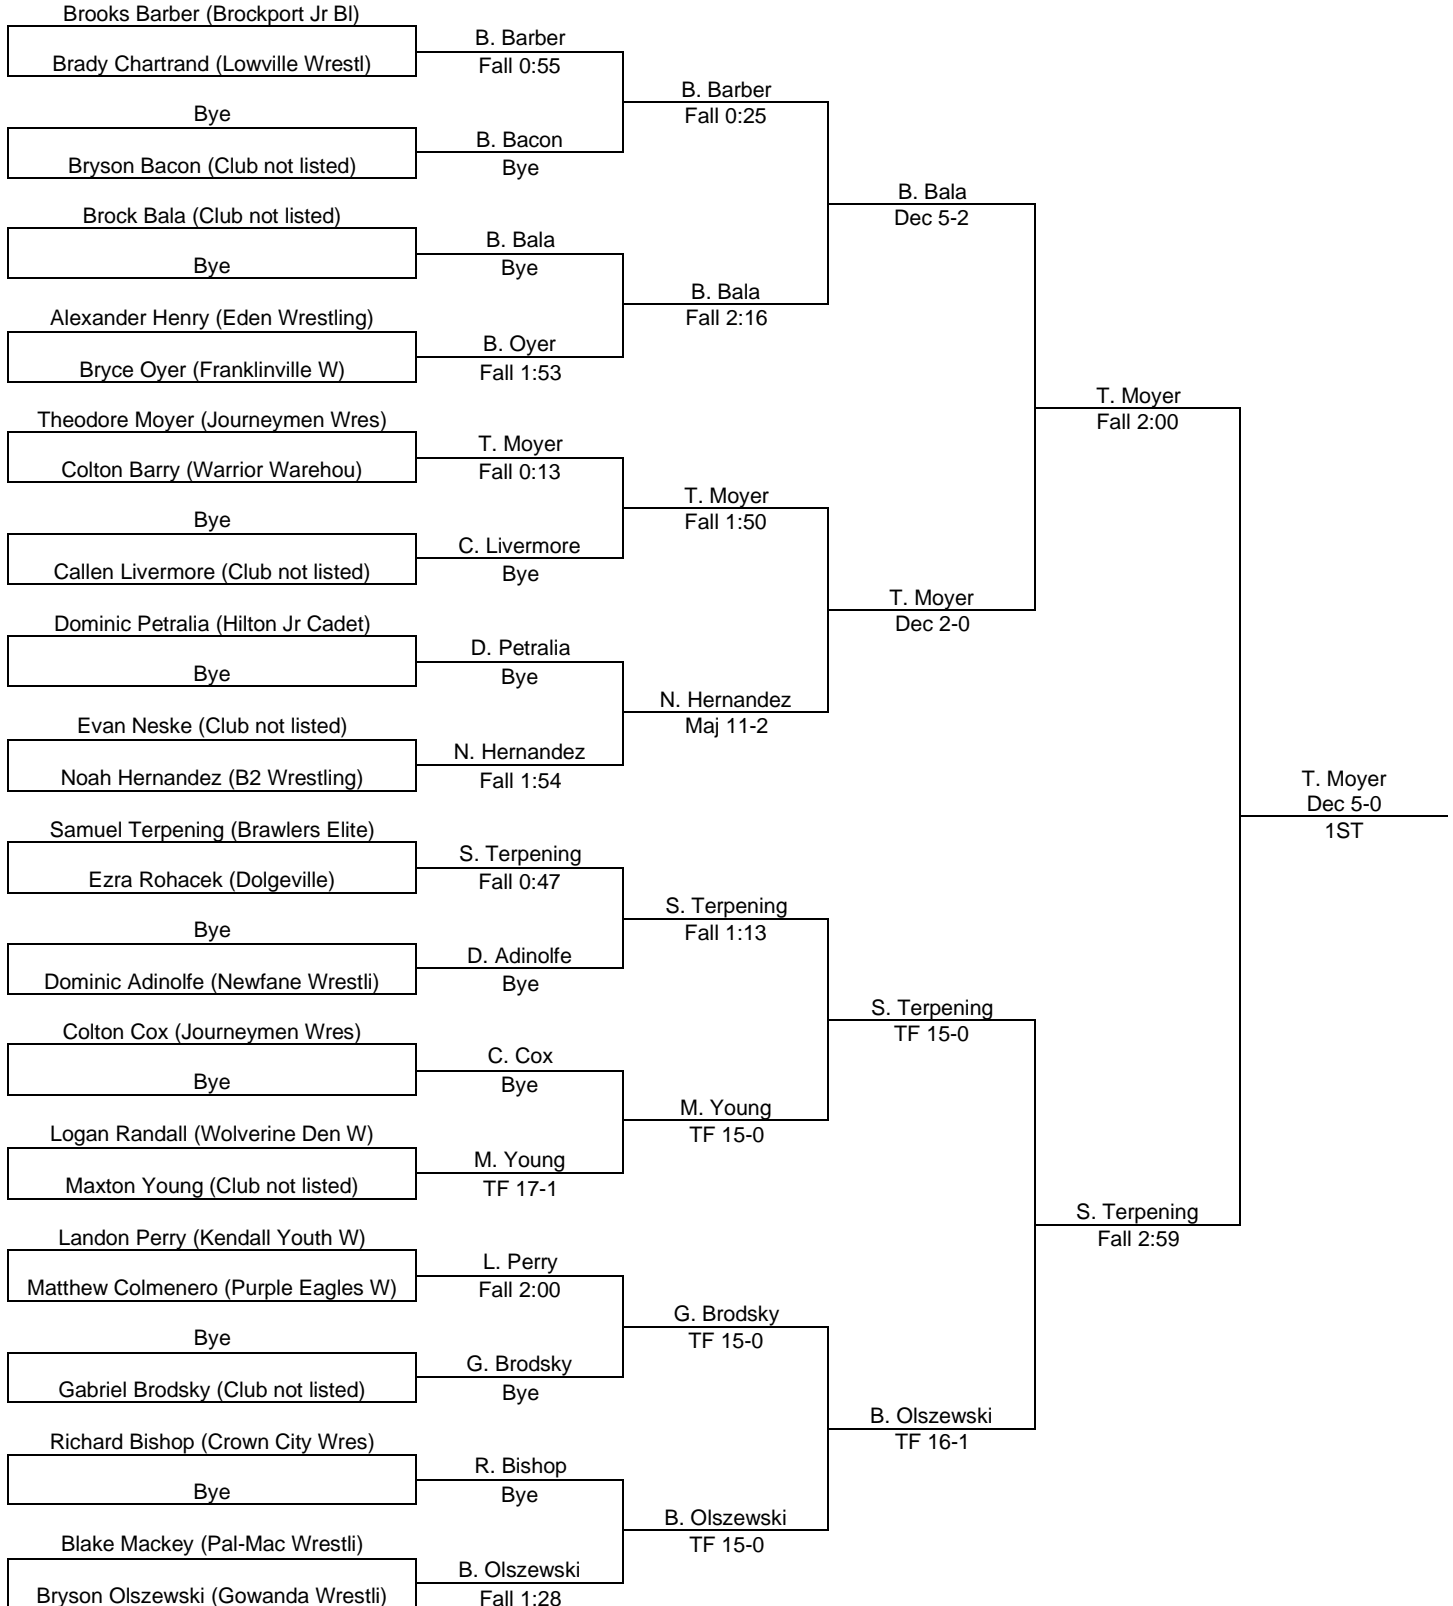 Brooks Barber (Brockport Jr Bl)
Brady Chartrand (Lowville Wrestl)
Bye
Bryson Bacon (Club not listed)
Brock Bala (Club not listed)
Bye
Alexander Henry (Eden Wrestling)
Bryce Oyer (Franklinville W)
Theodore Moyer (Journeymen Wres)
Colton Barry (Warrior Warehou)
Bye
Callen Livermore (Club not listed)
Dominic Petralia (Hilton Jr Cadet)
Bye
Evan Neske (Club not listed)
Noah Hernandez (B2 Wrestling)
Samuel Terpening (Brawlers Elite)
Ezra Rohacek (Dolgeville)
Bye
Dominic Adinolfe (Newfane Wrestli)
Colton Cox (Journeymen Wres)
Bye
Logan Randall (Wolverine Den W)
Maxton Young (Club not listed)
Landon Perry (Kendall Youth W)
Matthew Colmenero (Purple Eagles W)
Bye
Gabriel Brodsky (Club not listed)
Richard Bishop (Crown City Wres)
Bye
Blake Mackey (Pal-Mac Wrestli)
Bryson Olszewski (Gowanda Wrestli)
B. Barber
Fall 0:55
B. Bacon
Bye
B. Bala
Bye
B. Oyer
Fall 1:53
T. Moyer
Fall 0:13
C. Livermore
Bye
D. Petralia
Bye
N. Hernandez
Fall 1:54
S. Terpening
Fall 0:47
D. Adinolfe
Bye
C. Cox
Bye
M. Young
TF 17-1
L. Perry
Fall 2:00
G. Brodsky
Bye
R. Bishop
Bye
B. Olszewski
Fall 1:28
B. Barber
Fall 0:25
B. Bala
Fall 2:16
T. Moyer
Fall 1:50
N. Hernandez
Maj 11-2
S. Terpening
Fall 1:13
M. Young
TF 15-0
G. Brodsky
TF 15-0
B. Olszewski
TF 15-0
B. Bala
Dec 5-2
T. Moyer
Dec 2-0
S. Terpening
TF 15-0
B. Olszewski
TF 16-1
T. Moyer
Fall 2:00
S. Terpening
Fall 2:59
T. Moyer
Dec 5-0
1ST